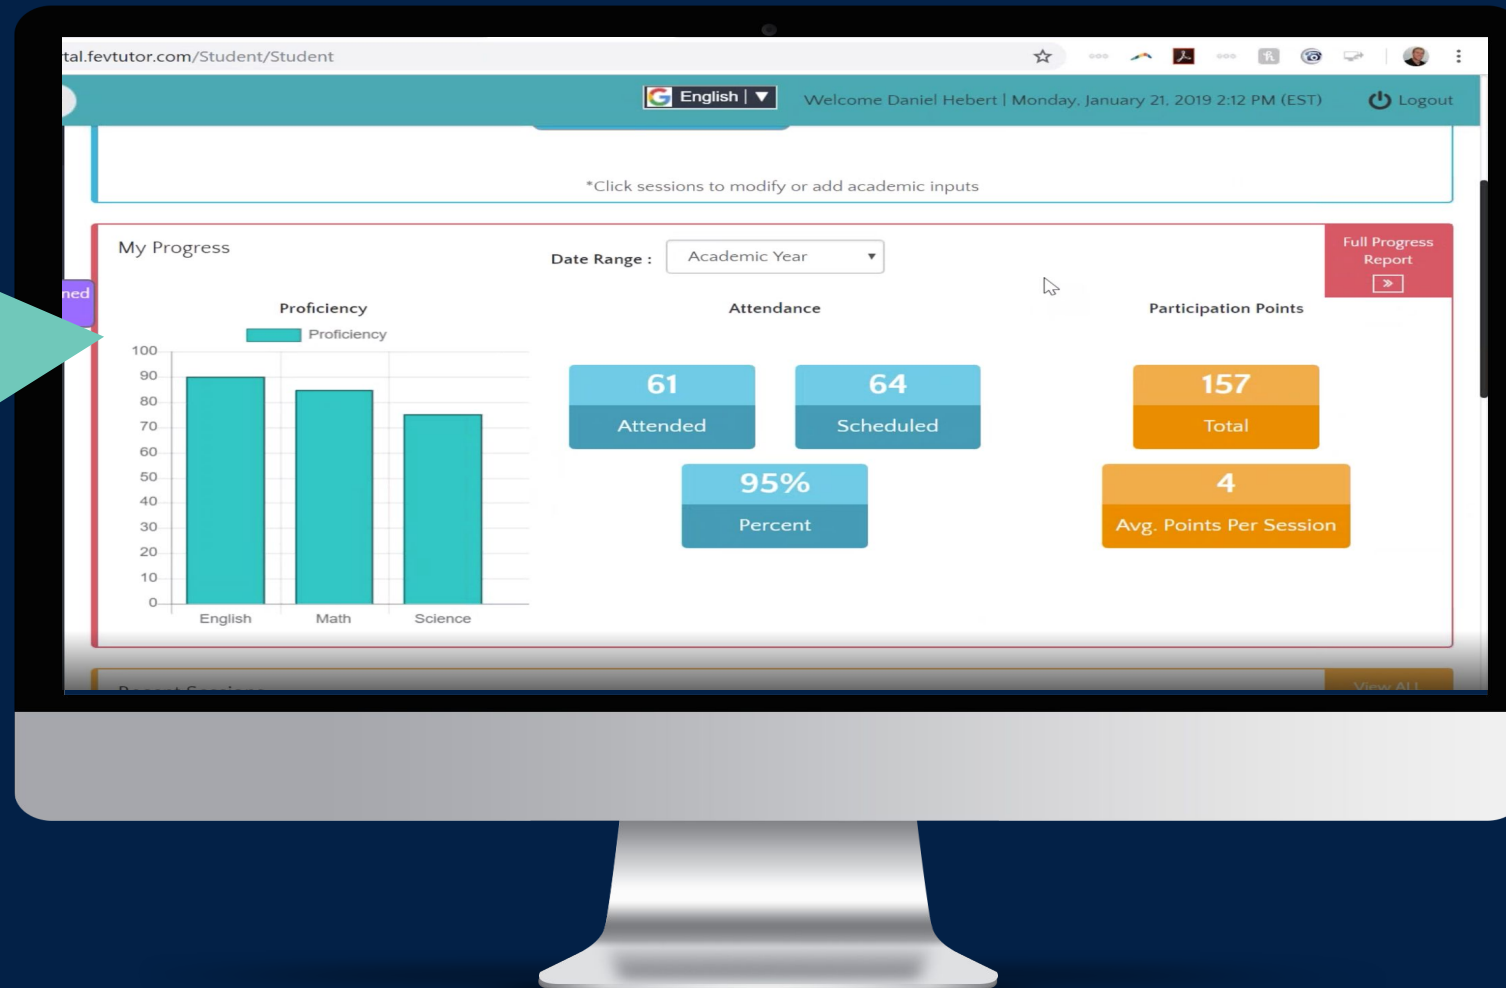 tal.fevtutor.com/Student/Student
English | ▼
Welcome Daniel Hebert | Monday, January 21, 2019 2:12 PM (EST)
Logout
*Click sessions to modify or add academic inputs
My Progress
Date Range :
Academic Year
Full Progress
Report
ned
Proficiency
Proficiency
100
90
80
70
60
50
40
30
20
10
0
English
Math
Science
Attendance
61
Attended
64
Scheduled
95%
Percent
Participation Points
157
Total
4
Avg. Points Per Session
View ALL